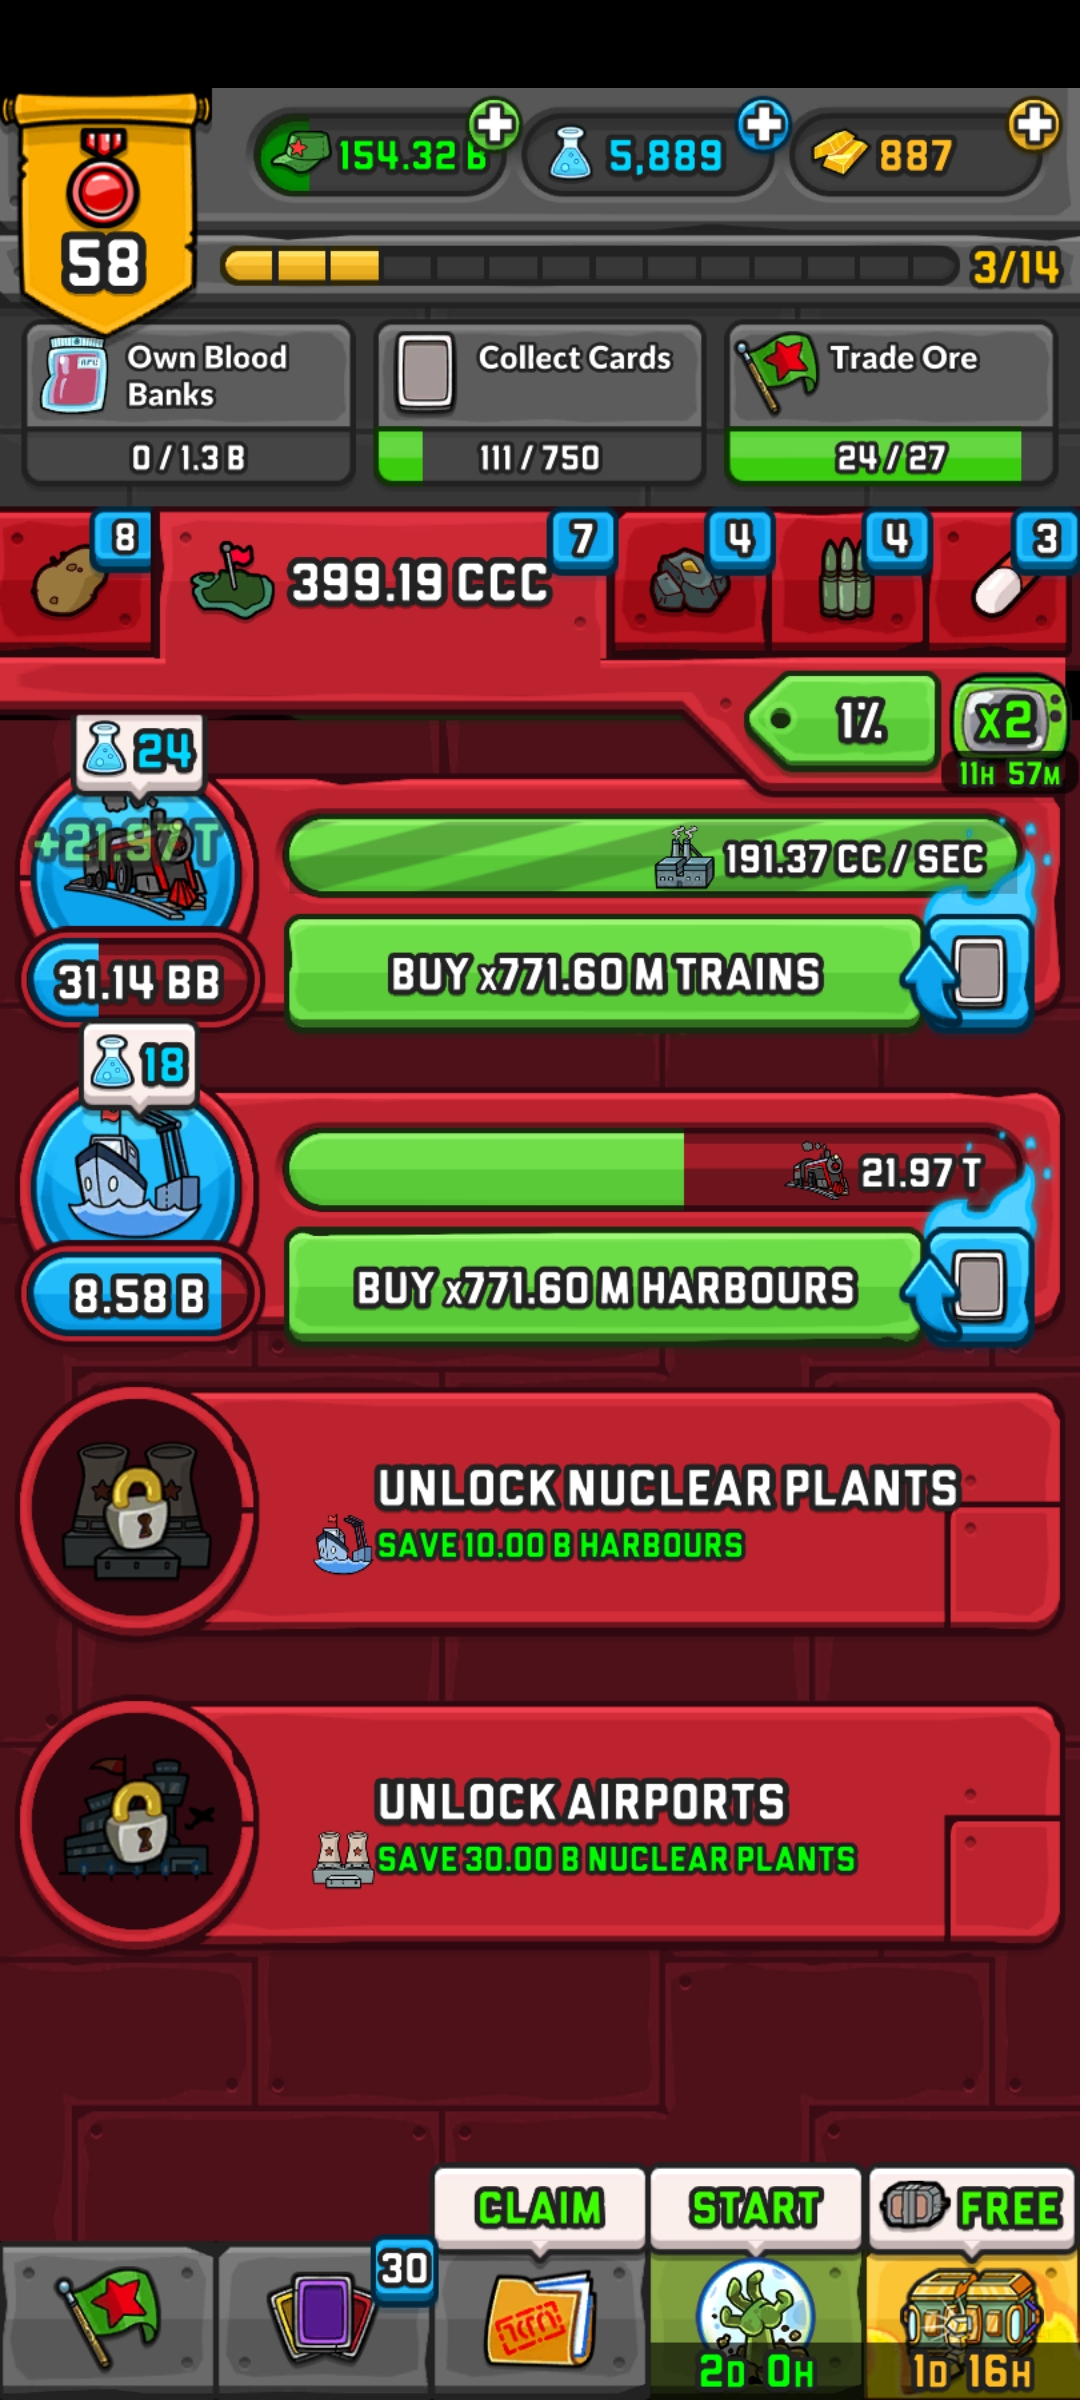 154.32 B
5,889
887
58
3/14
Own Blood
Banks
Collect Cards
Trade Ore
0 / 1.3 B
111 / 750
24 / 27
8
399.19 CCC
7
4
4
3
1%
x2
11H 57M
24
+21.97 T
191.37 CC / SEC
31.14 BB
BUY x771.60 M TRAINS
18
21.97 T
8.58 B
BUY x771.60 M HARBOURS
UNLOCK NUCLEAR PLANTS
SAVE 10.00 B HARBOURS
UNLOCK AIRPORTS
SAVE 30.00 B NUCLEAR PLANTS
CLAIM
START
FREE
30
2D 0H
1D 16H